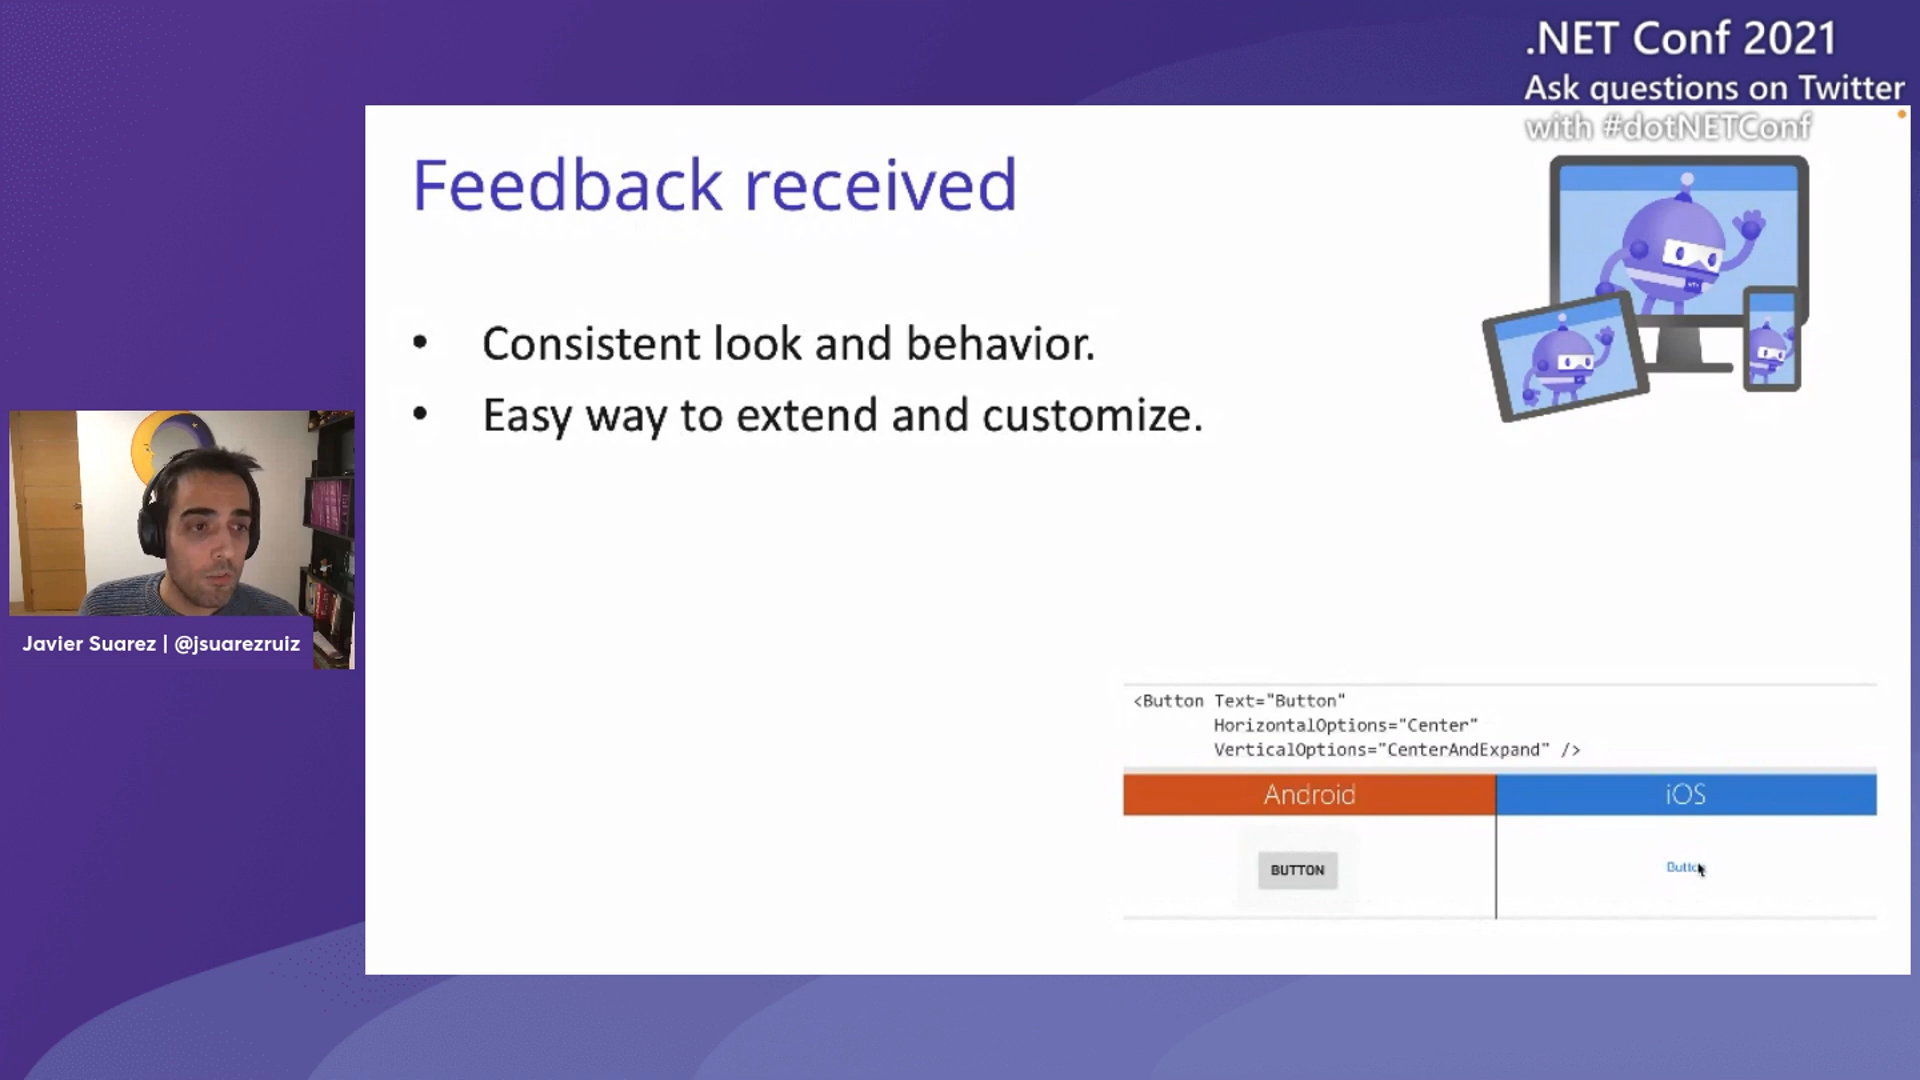 .NET Conf 2021
Ask questions on Twitter
with #dotNETConf
Feedback received
• Consistent look and behavior.
• Easy way to extend and customize.
Javier Suarez | @jsuarezruiz
<Button Text="Button"
HorizontalOptions="Center"
VerticalOptions="CenterAndExpand" />
Android
iOS
BUTTON
Button